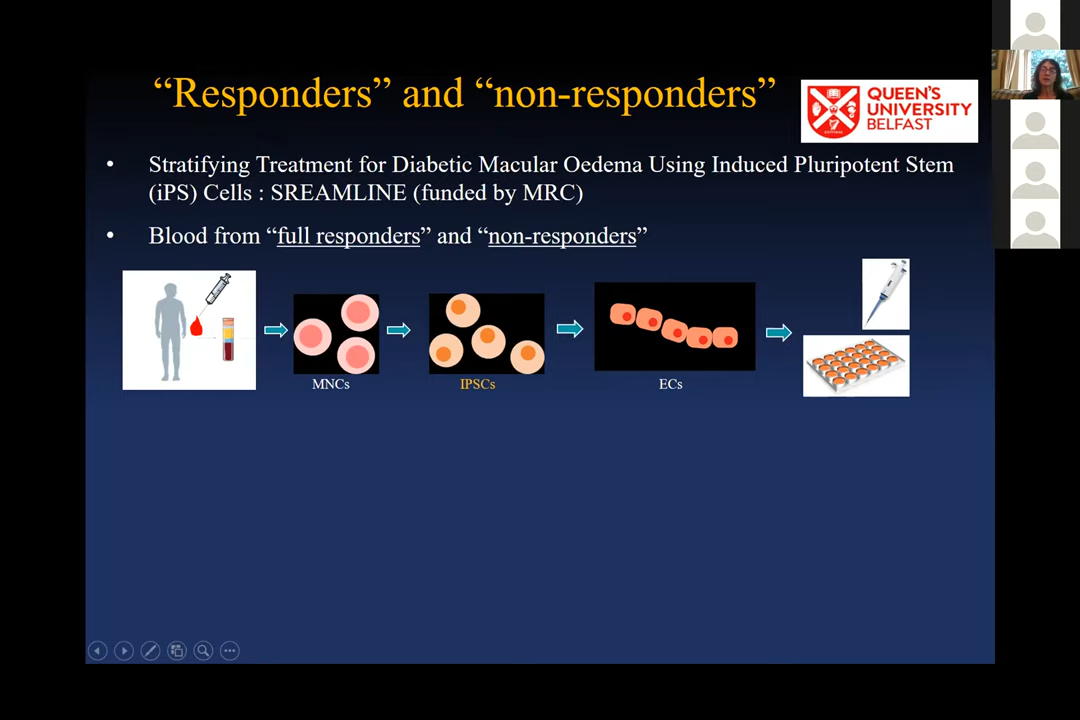 “Responders” and “non-responders”
QUEEN'S
UNIVERSITY
BELFAST
• Stratifying Treatment for Diabetic Macular Oedema Using Induced Pluripotent Stem
(iPS) Cells : SREAMLINE (funded by MRC)
• Blood from “full responders” and “non-responders”
MNCs
IPSCs
ECs